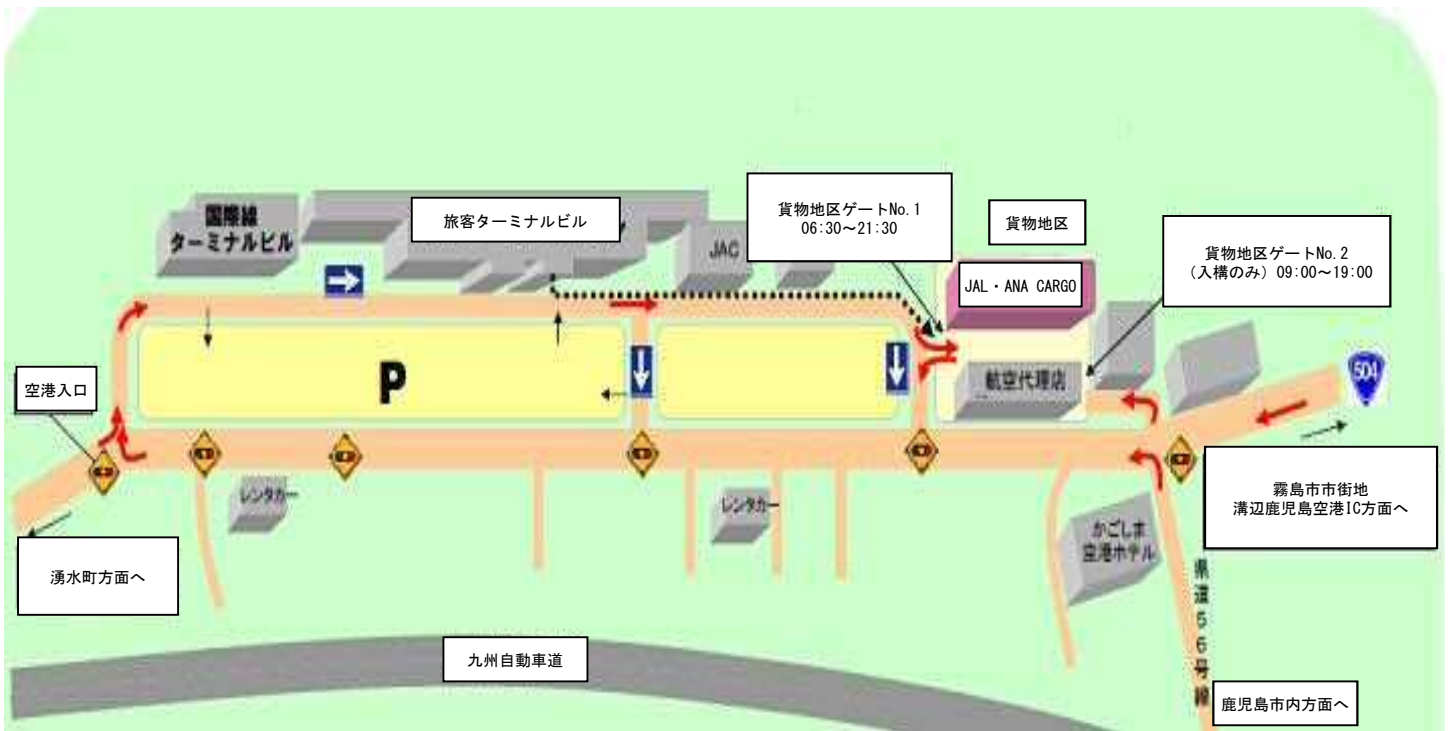 国際線
ターミナルビル
旅客ターミナルビル
貨物地区ゲートNo.1
06:30～21:30
貨物地区
貨物地区ゲートNo.2
（入構のみ）09:00～19:00
JAC
JAL・ANA CARGO
空港入口
P
航空代理店
504
レンタカー
レンタカー
かごしま
空港ホテル
霧島市市街地
溝辺鹿児島空港IC方面へ
湧水町方面へ
県道56号線
九州自動車道
鹿児島市内方面へ